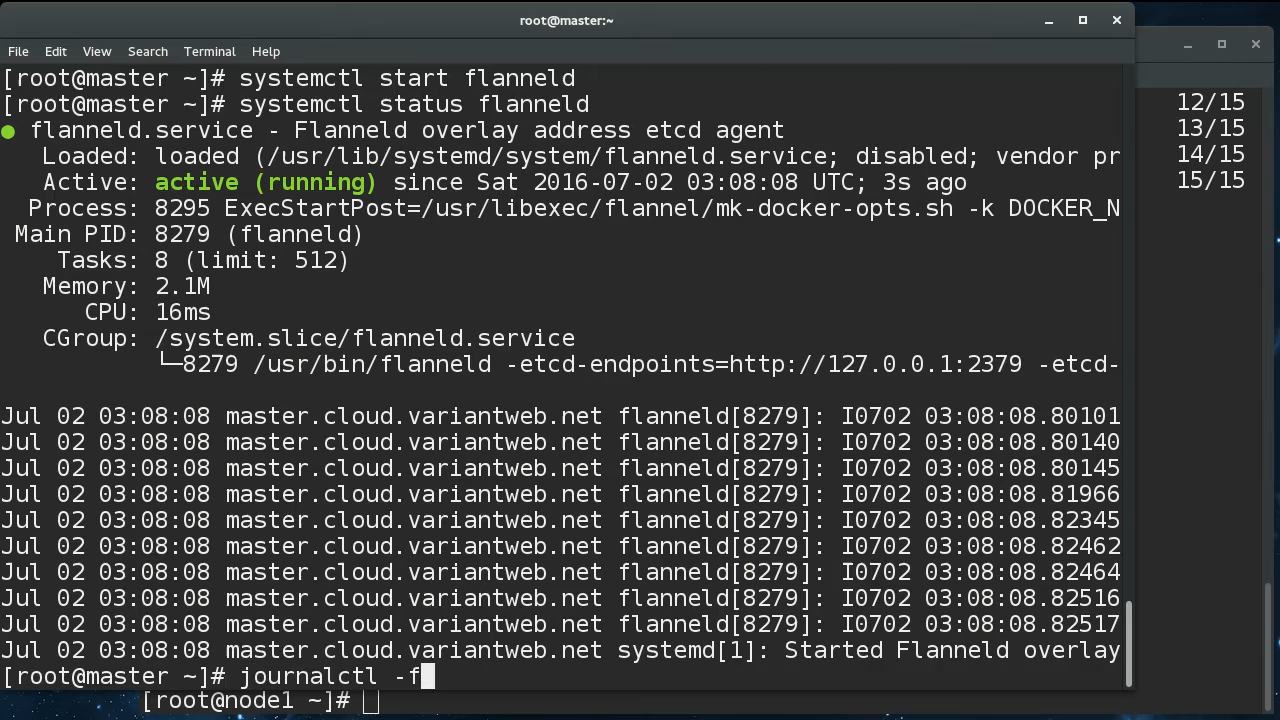 root@master:~
File Edit View Search Terminal Help
[root@master ~]# systemctl start flanneld
[root@master ~]# systemctl status flanneld
● flanneld.service - Flanneld overlay address etcd agent
Loaded: loaded (/usr/lib/systemd/system/flanneld.service; disabled; vendor pr
Active: active (running) since Sat 2016-07-02 03:08:08 UTC; 3s ago
Process: 8295 ExecStartPost=/usr/libexec/flannel/mk-docker-opts.sh -k DOCKER_N
Main PID: 8279 (flanneld)
Tasks: 8 (limit: 512)
Memory: 2.1M
CPU: 16ms
CGroup: /system.slice/flanneld.service
└─8279 /usr/bin/flanneld -etcd-endpoints=http://127.0.0.1:2379 -etcd-
Jul 02 03:08:08 master.cloud.variantweb.net flanneld[8279]: I0702 03:08:08.80101
Jul 02 03:08:08 master.cloud.variantweb.net flanneld[8279]: I0702 03:08:08.80140
Jul 02 03:08:08 master.cloud.variantweb.net flanneld[8279]: I0702 03:08:08.80145
Jul 02 03:08:08 master.cloud.variantweb.net flanneld[8279]: I0702 03:08:08.81966
Jul 02 03:08:08 master.cloud.variantweb.net flanneld[8279]: I0702 03:08:08.82345
Jul 02 03:08:08 master.cloud.variantweb.net flanneld[8279]: I0702 03:08:08.82462
Jul 02 03:08:08 master.cloud.variantweb.net flanneld[8279]: I0702 03:08:08.82464
Jul 02 03:08:08 master.cloud.variantweb.net flanneld[8279]: I0702 03:08:08.82516
Jul 02 03:08:08 master.cloud.variantweb.net flanneld[8279]: I0702 03:08:08.82517
Jul 02 03:08:08 master.cloud.variantweb.net systemd[1]: Started Flanneld overlay
[root@master ~]# journalctl -f
12/15
13/15
14/15
15/15
[root@node1 ~]#